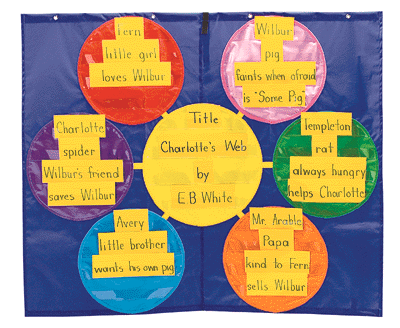 Fern
little girl
loves Wilbur
Wilbur
pig
faints when afraid
is "Some Pig"
Charlotte
spider
Wilbur's friend
saves Wilbur
Title
Charlotte's Web
by
E B White
Templeton
rat
always hungry
helps Charlotte
Avery
little brother
wants his own pig
Mr. Arable
Papa
kind to Fern
sells Wilbur